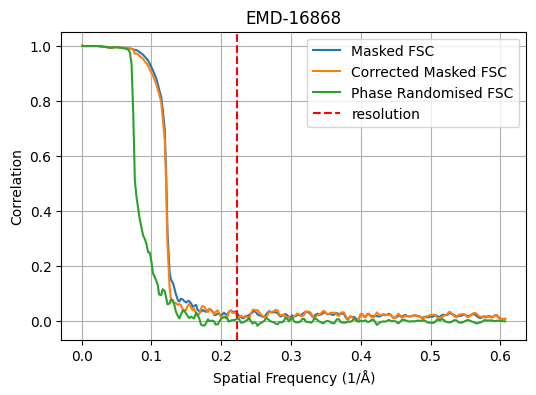 EMD-16868
Masked FSC
Corrected Masked FSC
Phase Randomised FSC
resolution
1.0
0.8
0.6
0.4
0.2
0.0
Correlation
0.0 0.1 0.2 0.3 0.4 0.5 0.6
Spatial Frequency (1/Å)